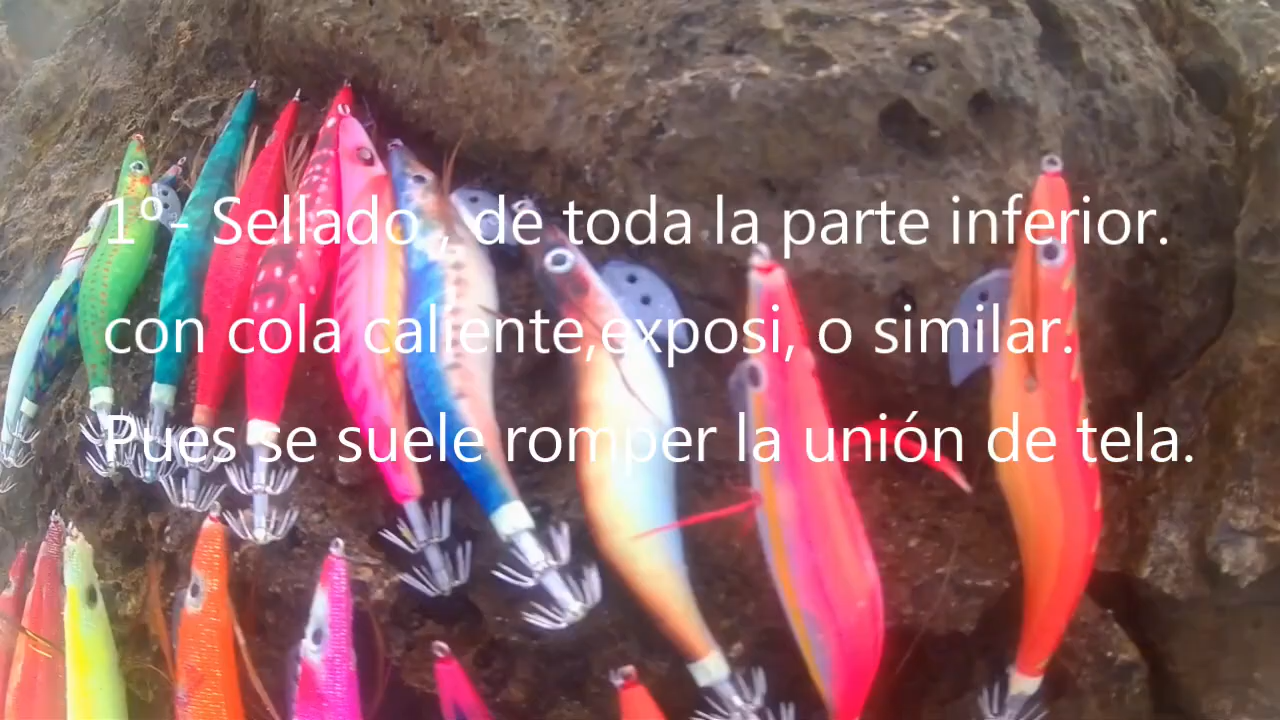 1º- Sellado , de toda la parte inferior.
con cola caliente,exposi, o similar.
Pues se suele romper la unión de tela.